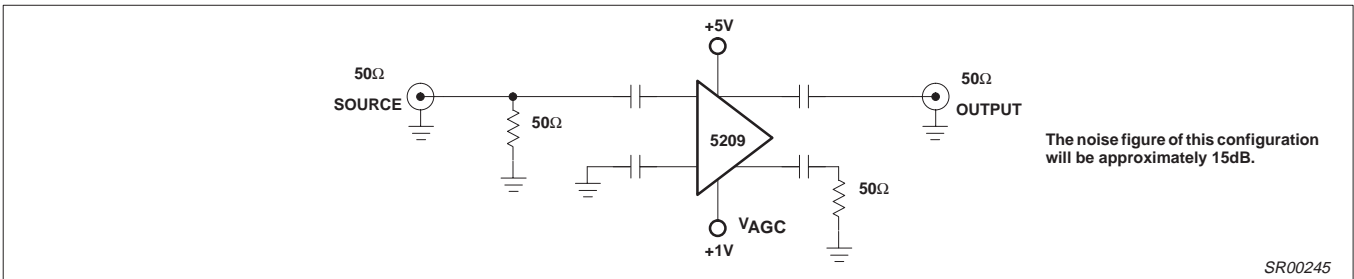 +5V
50Ω
SOURCE
50Ω
5209
50Ω
OUTPUT
The noise figure of this configuration
will be approximately 15dB.
50Ω
VAGC
+1V
SR00245